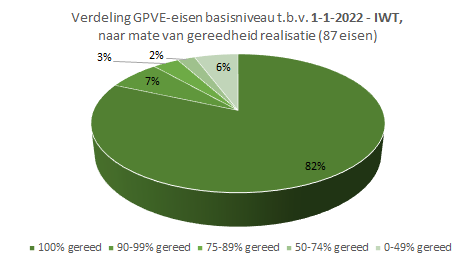 Verdeling GPVE-eisen basisniveau t.b.v. 1-1-2022 - IWT,
naar mate van gereedheid realisatie (87 eisen)
2%
3%
6%
7%
82%
100% gereed 90-99% gereed 75-89% gereed 50-74% gereed 0-49% gereed